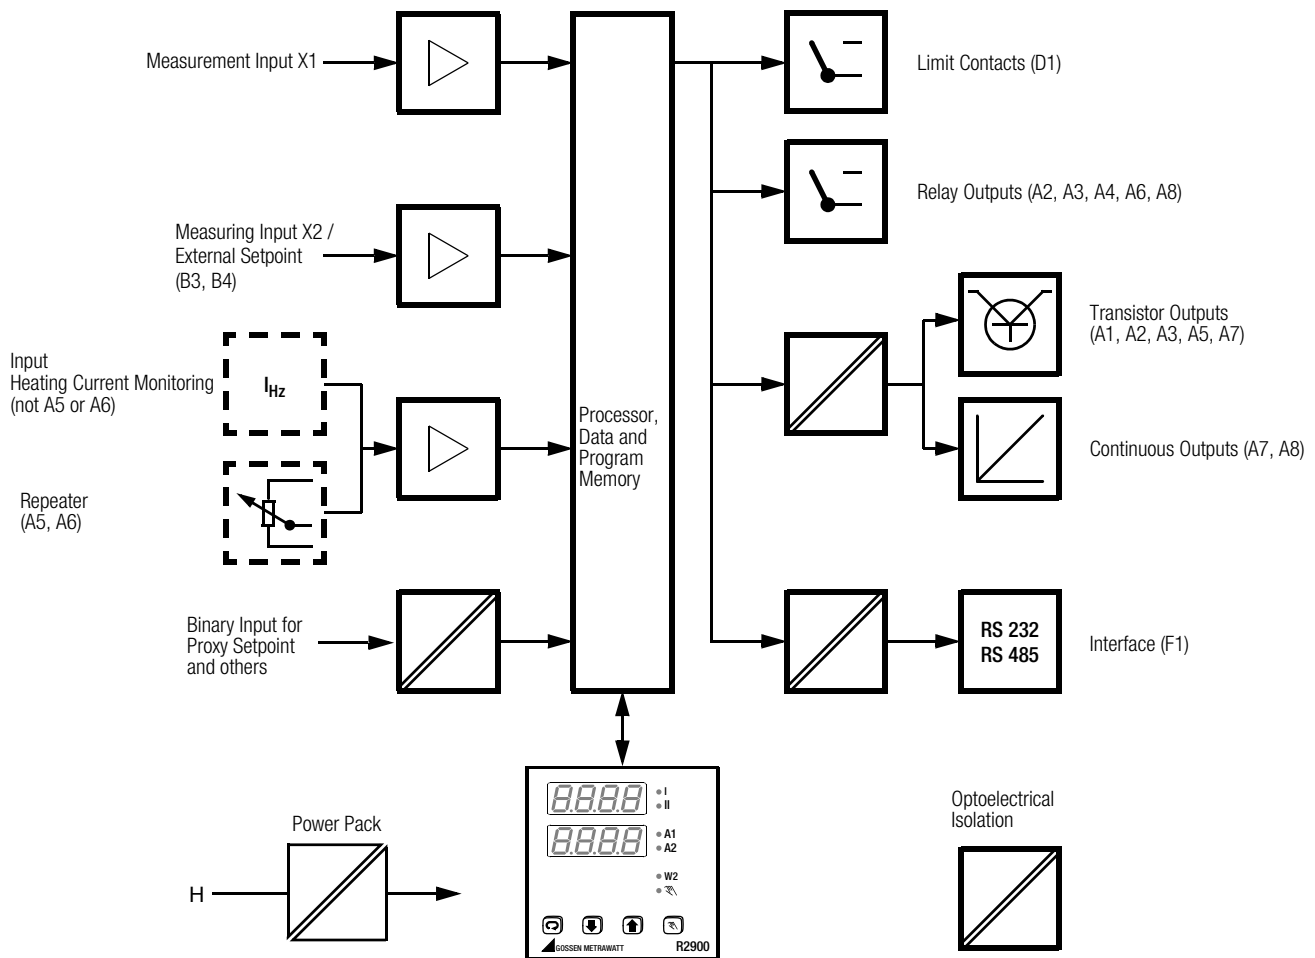 Measurement Input X1
Limit Contacts (D1)
Relay Outputs (A2, A3, A4, A6, A8)
Measuring Input X2 /
External Setpoint
(B3, B4)
Transistor Outputs
(A1, A2, A3, A5, A7)
Input
Heating Current Monitoring
(not A5 or A6)
I_Hz
Processor,
Data and
Program
Memory
Continuous Outputs (A7, A8)
Repeater
(A5, A6)
Binary Input for
Proxy Setpoint
and others
RS 232
RS 485
Interface (F1)
8.8.8.8
I
II
8.8.8.8
A1
A2
W2
GOSSEN METRAWATT
R2900
Power Pack
H
Optoelectrical
Isolation